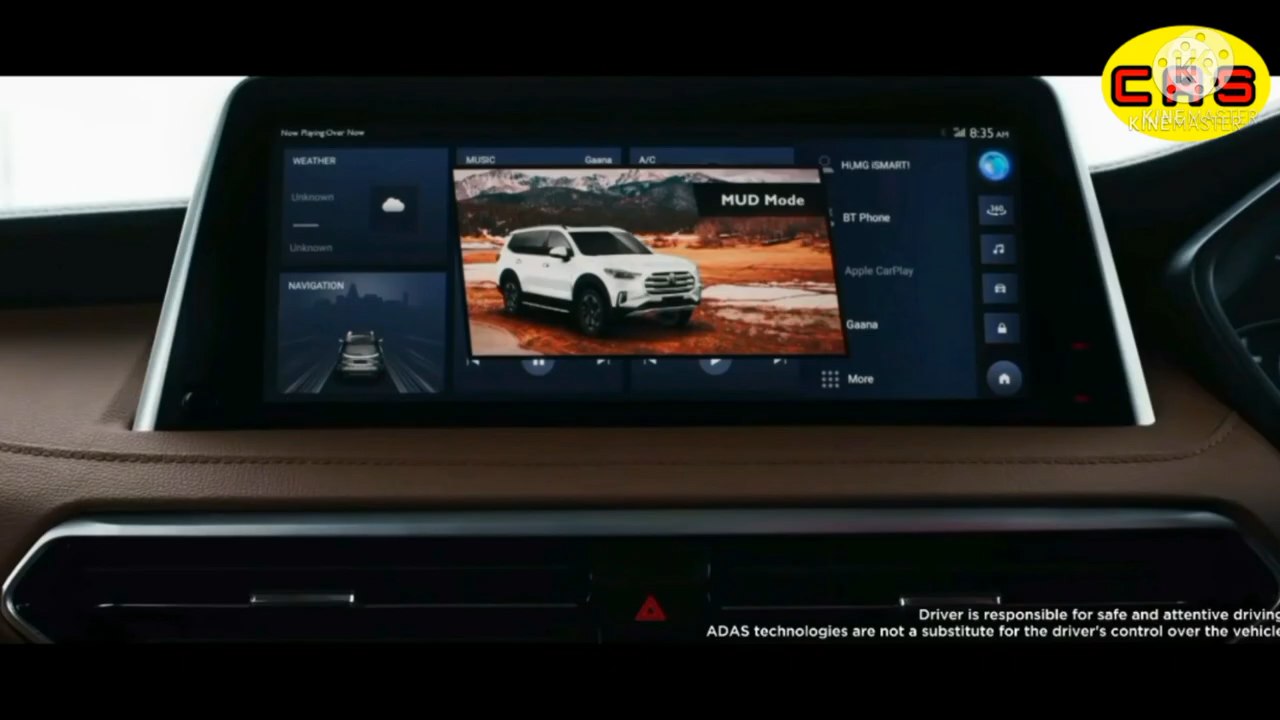 CAS
KINEMASTER
KINEMASTER
Now Playing:Over Now
8:35 AM
WEATHER
MUSIC
Gaana
A/C
HI,MG iSMART!
Unknown
MUD Mode
360
BT Phone
Unknown
Apple CarPlay
NAVIGATION
Gaana
More
Driver is responsible for safe and attentive driving
ADAS technologies are not a substitute for the driver's control over the vehicle